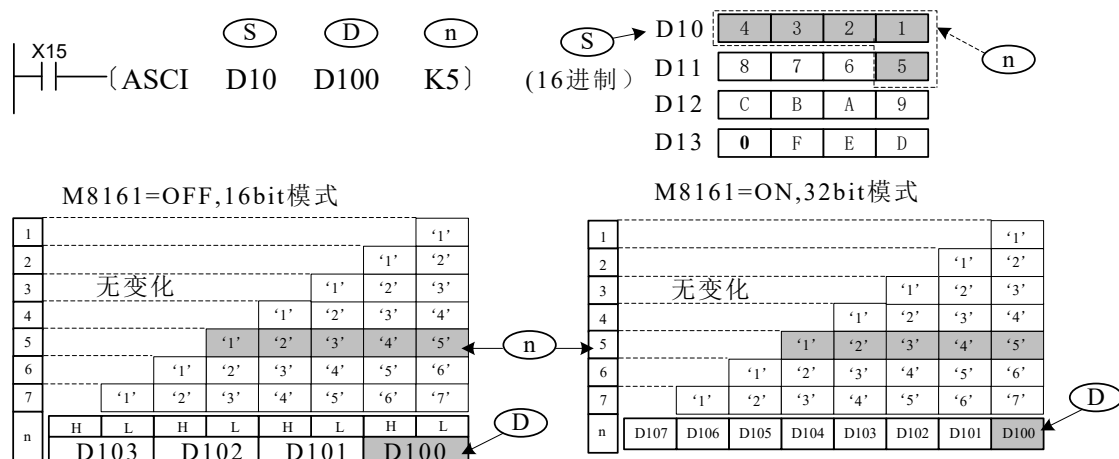 S D n
X15
〔ASCI D10 D100 K5〕
S
(16进制)
D10 4 3 2 1
D11 8 7 6 5
D12 C B A 9
D13 0 F E D
n
M8161=OFF,16bit模式
1 '1'
2 '1' '2'
3 无变化 '1' '2' '3'
4 '1' '2' '3' '4'
5 '1' '2' '3' '4' '5'
6 '1' '2' '3' '4' '5' '6'
7 '1' '2' '3' '4' '5' '6' '7'
n H L H L H L H L
D103 D102 D101 D100
n
D
M8161=ON,32bit模式
1 '1'
2 '1' '2'
3 无变化 '1' '2' '3'
4 '1' '2' '3' '4'
5 '1' '2' '3' '4' '5'
6 '1' '2' '3' '4' '5' '6'
7 '1' '2' '3' '4' '5' '6' '7'
n D107 D106 D105 D104 D103 D102 D101 D100
D